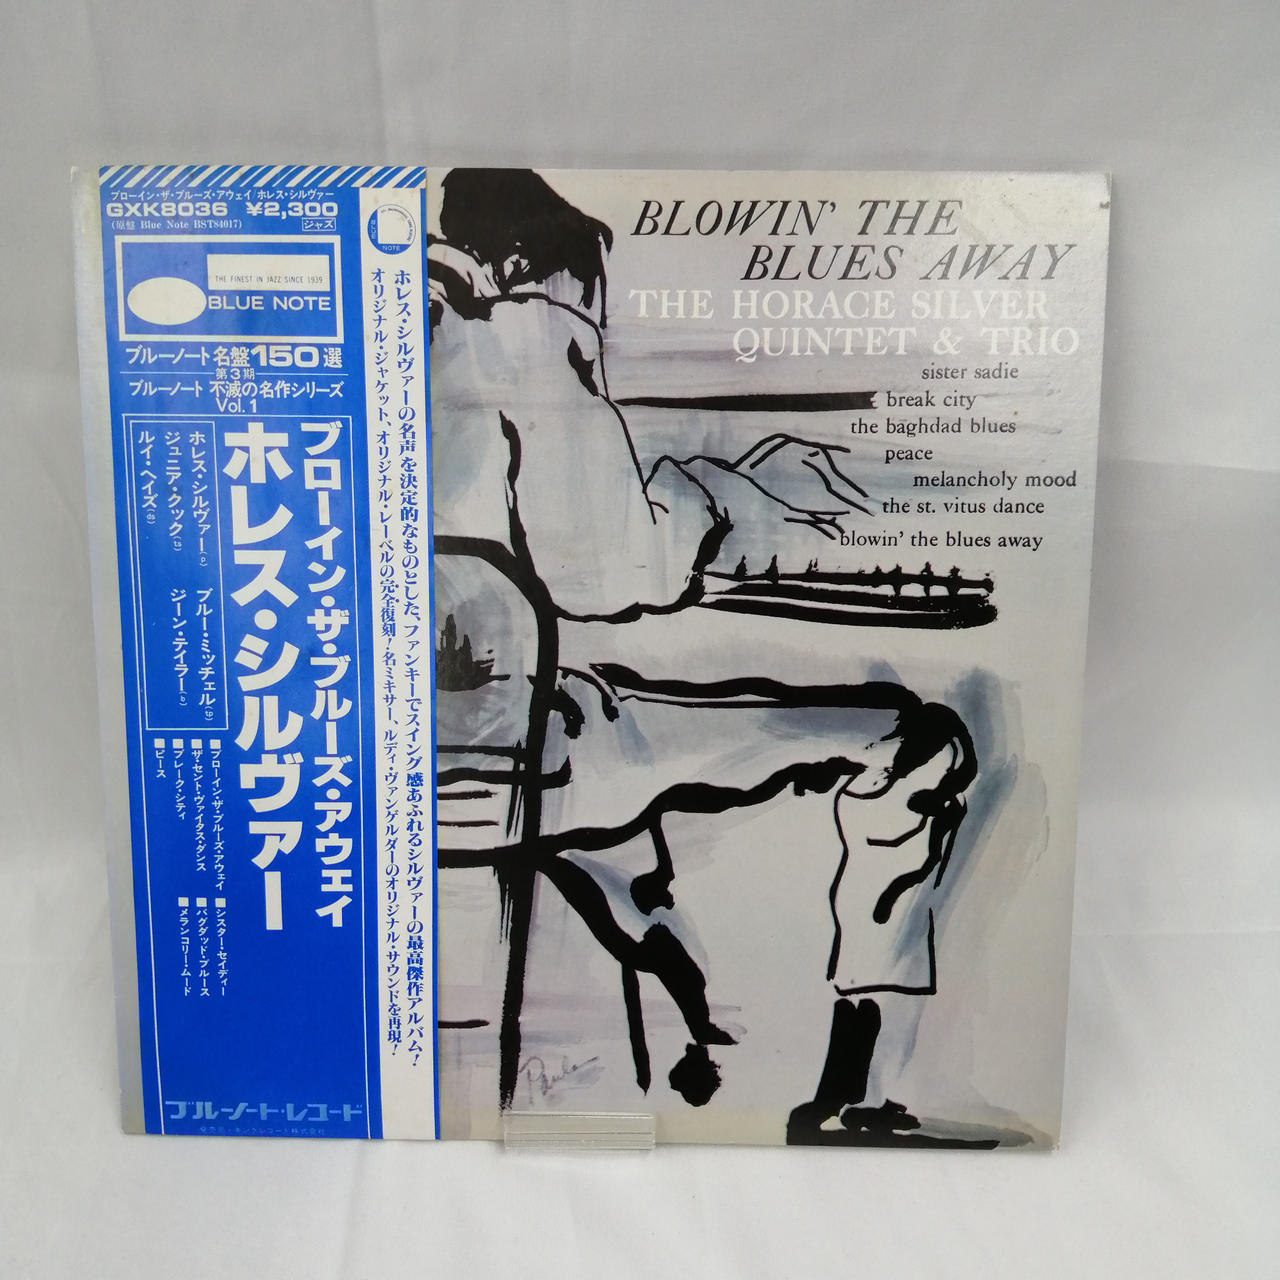 ブローイン・ザ・ブルーズ・アウェイ/ホレス・シルヴァー
GXK8036 ¥2,300
(原盤 Blue Note BST84017) ジャズ
THE FINEST IN JAZZ SINCE 1939
BLUE NOTE
ブルーノート名盤150選
第3期
ブルーノート 不滅の名作シリーズ
Vol.1
ブローイン・ザ・ブルーズ・アウェイ
ホレス・シルヴァー
ホレス・シルヴァー(p)
ブルー・ミッチェル(tp)
ジュニア・クック(ts)
ジーン・テイラー(b)
ルイ・ヘイズ(ds)
■ブローイン・ザ・ブルーズ・アウェイ
■ザ・セント・ヴァイタス・ダンス
■ブレーク・シティ
■ピース
■シスター・セイディー
■バグダッド・ブルース
■メランコリー・ムード
ブルーノート・レコード
発売元・キングレコード株式会社
NOTE
ホレス・シルヴァーの名声を決定的なものとした、ファンキーでスイング感あふれるシルヴァーの最高傑作アルバム!
オリジナル・ジャケット、オリジナル・レーベルの完全復刻!名ミキサー、ルディ・ヴァンゲルダーのオリジナル・サウンドを再現!
BLOWIN' THE
BLUES AWAY
THE HORACE SILVER
QUINTET & TRIO
sister sadie
break city
the baghdad blues
peace
melancholy mood
the st. vitus dance
blowin' the blues away
Paula